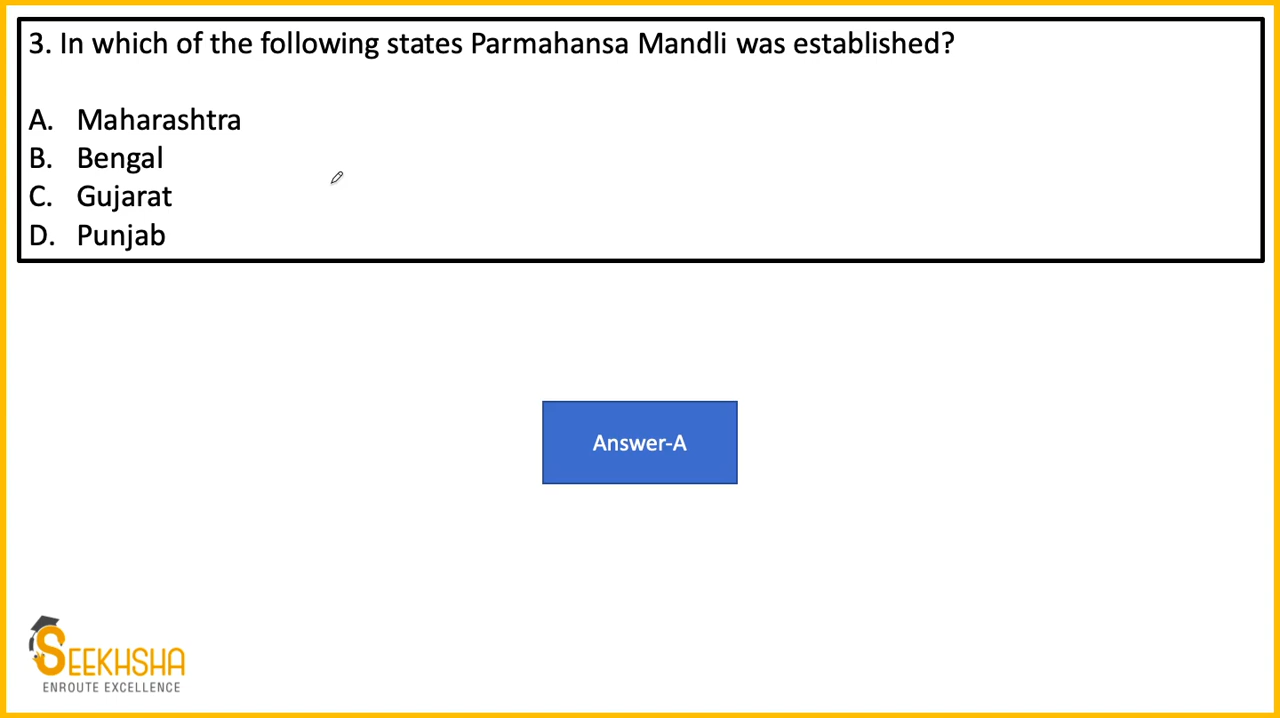 3. In which of the following states Parmahansa Mandli was established?
A. Maharashtra
B. Bengal
C. Gujarat
D. Punjab
Answer-A
SEEKHSHA
ENROUTE EXCELLENCE